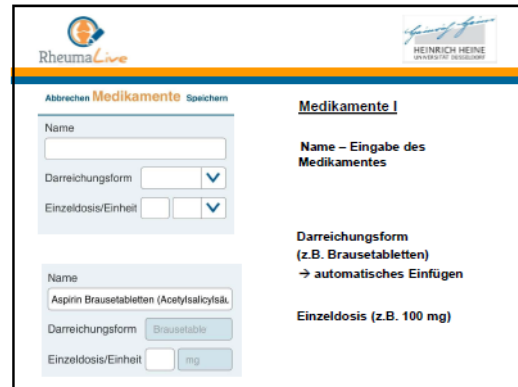 RheumaLive
HEINRICH HEINE
UNIVERSITÄT DÜSSELDORF
Abbrechen Medikamente Speichern
Name
Darreichungsform
Einzeldosis/Einheit
Name
Aspirin Brausetabletten (Acetylsalicylsäu
Darreichungsform Brausetable
Einzeldosis/Einheit mg
Medikamente I
Name – Eingabe des
Medikamentes
Darreichungsform
(z.B. Brausetabletten)
→ automatisches Einfügen
Einzeldosis (z.B. 100 mg)